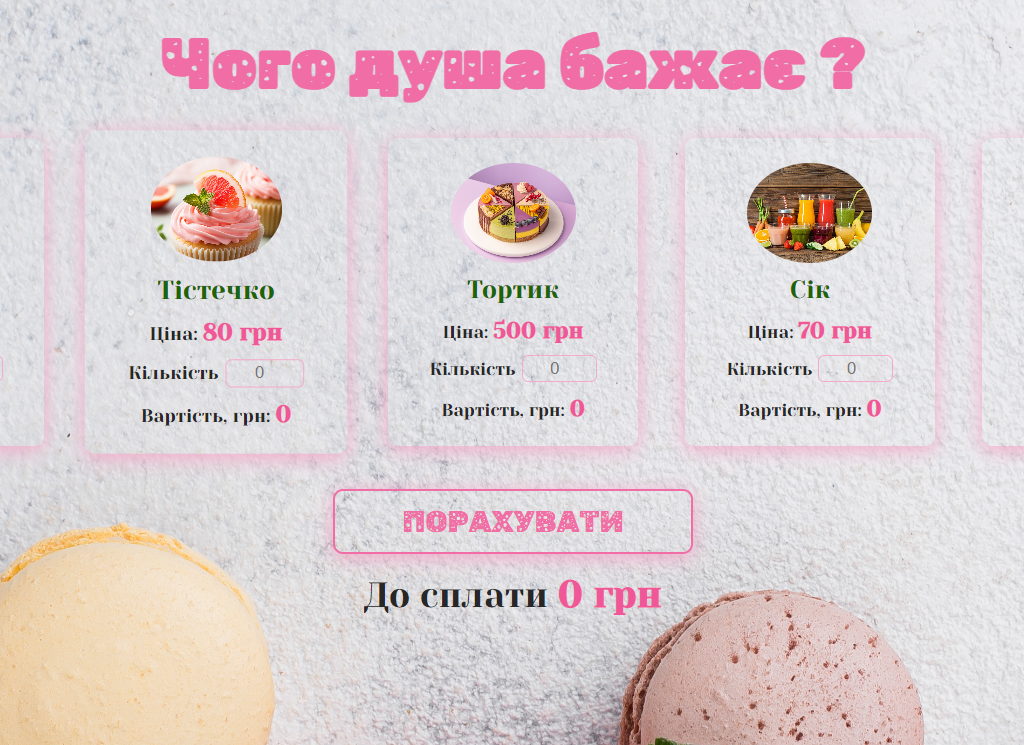 Чого душа бажає ?
Тістечко
Ціна: 80 грн
Кількість 0
Вартість, грн: 0
Тортик
Ціна: 500 грн
Кількість 0
Вартість, грн: 0
Сік
Ціна: 70 грн
Кількість 0
Вартість, грн: 0
ПОРАХУВАТИ
До сплати 0 грн